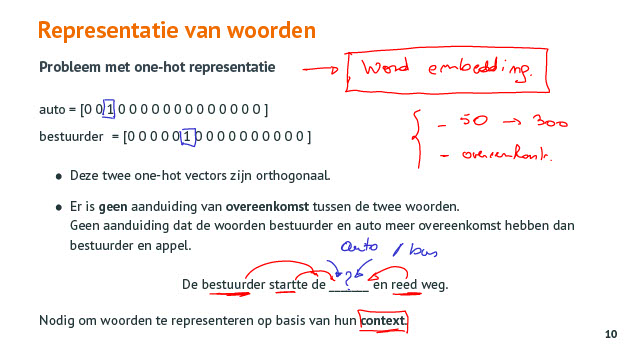 Representatie van woorden
Probleem met one-hot representatie
Word embedding.
auto = [0 0 1 0 0 0 0 0 0 0 0 0 0 0 0 0 ]
- 50 → 300
bestuurder = [0 0 0 0 0 1 0 0 0 0 0 0 0 0 0 0 ]
- overeenkomst.
● Deze twee one-hot vectors zijn orthogonaal.
● Er is geen aanduiding van overeenkomst tussen de twee woorden.
Geen aanduiding dat de woorden bestuurder en auto meer overeenkomst hebben dan
bestuurder en appel.
auto / bus
?
De bestuurder startte de ______ en reed weg.
Nodig om woorden te representeren op basis van hun context.
10